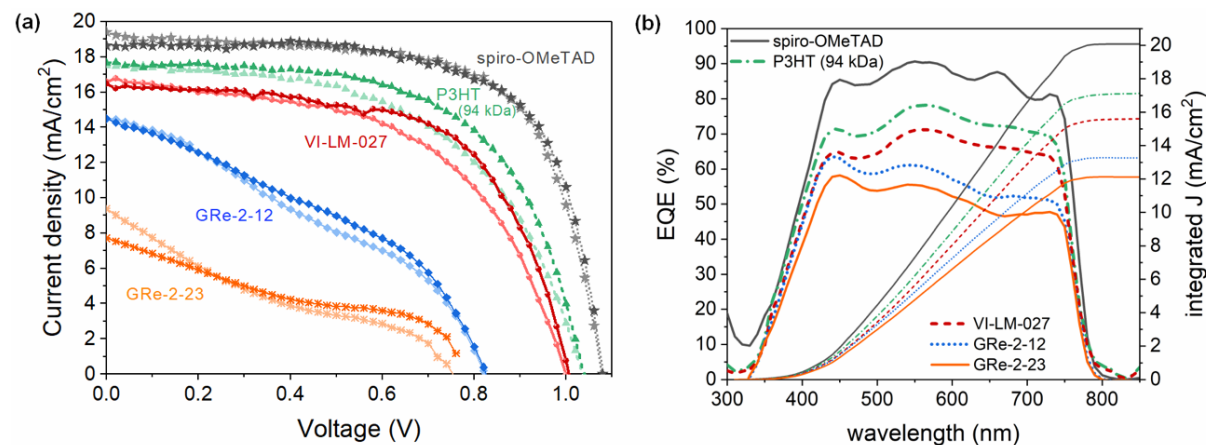 (a)
20
18
16
14
12
10
8
6
4
2
0
Current density (mA/cm²)
0.0
0.2
0.4
0.6
0.8
1.0
Voltage (V)
spiro-OMeTAD
P3HT
(94 kDa)
VI-LM-027
GRe-2-12
GRe-2-23
(b)
100
90
80
70
60
50
40
30
20
10
0
EQE (%)
300
400
500
600
700
800
wavelength (nm)
20
18
16
14
12
10
8
6
4
2
0
integrated J (mA/cm²)
spiro-OMeTAD
P3HT (94 kDa)
VI-LM-027
GRe-2-12
GRe-2-23